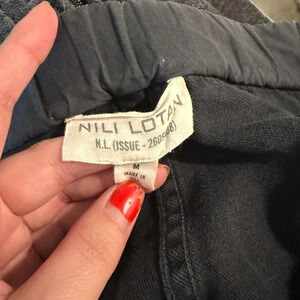 NILI LOTAN
N.L. (ISSUE -
M
MADE IN